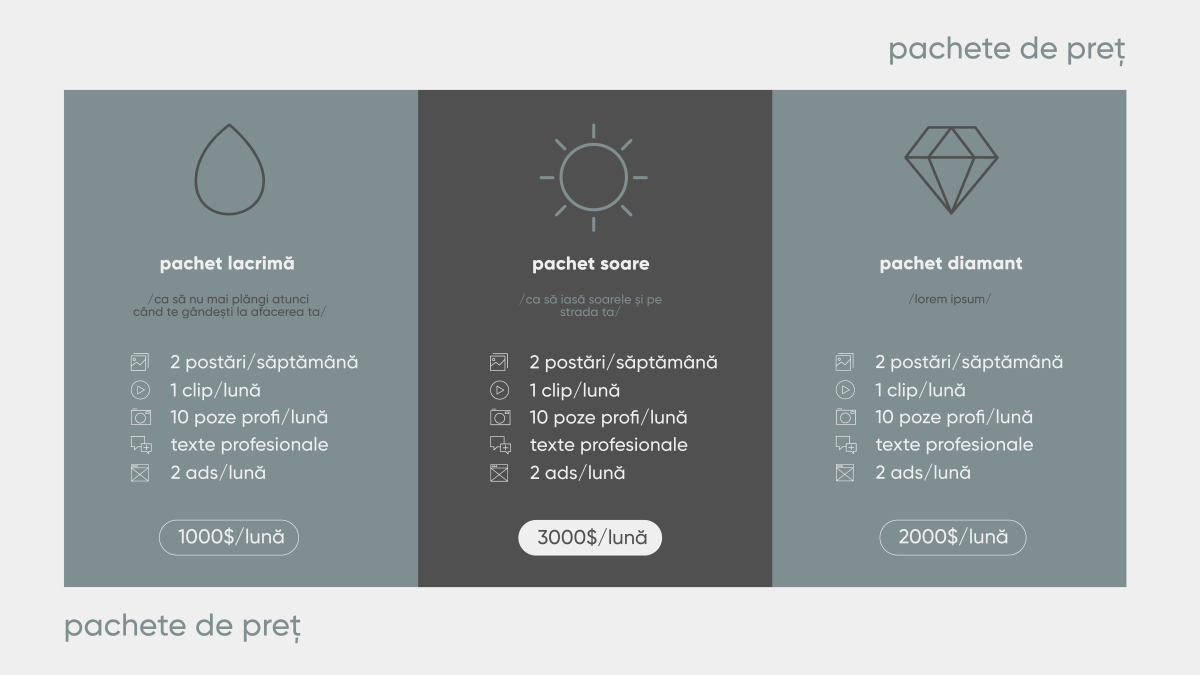 pachete de preț
pachet lacrimă
/ca să nu mai plângi atunci
când te gândești la afacerea ta/
2 postări/săptămână
1 clip/lună
10 poze profi/lună
texte profesionale
2 ads/lună
1000$/lună
pachet soare
/ca să iasă soarele și pe
strada ta/
2 postări/săptămână
1 clip/lună
10 poze profi/lună
texte profesionale
2 ads/lună
3000$/lună
pachet diamant
/lorem ipsum/
2 postări/săptămână
1 clip/lună
10 poze profi/lună
texte profesionale
2 ads/lună
2000$/lună
pachete de preț